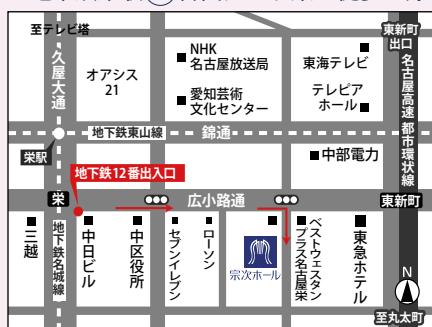 至テレビ塔
久屋大通
オアシス
21
NHK
名古屋放送局
愛知芸術
文化センター
東海テレビ
テレピア
ホール
東新町
出口
名古屋高速 都市環状線
地下鉄東山線
錦通
栄駅
中部電力
地下鉄12番出入口
栄
広小路通
東新町
三越
地下鉄名城線
中日ビル
中区役所
セブンイレブン
ローソン
宗次ホール
ベストウェスタン
プラス名古屋栄
東急ホテル
N
至丸太町